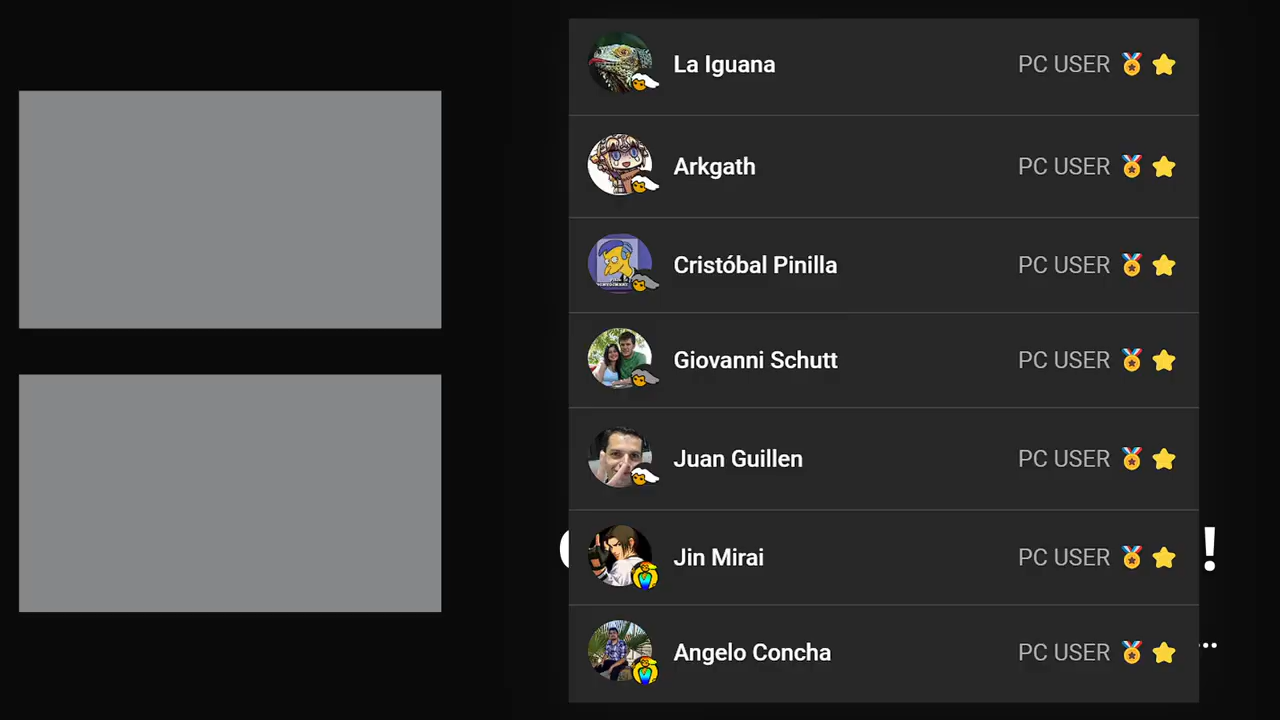 La Iguana PC USER 🏅⭐
Arkgath PC USER 🏅⭐
Cristóbal Pinilla PC USER 🏅⭐
Giovanni Schutt PC USER 🏅⭐
Juan Guillen PC USER 🏅⭐
Jin Mirai PC USER 🏅⭐
!
Angelo Concha PC USER 🏅⭐
...